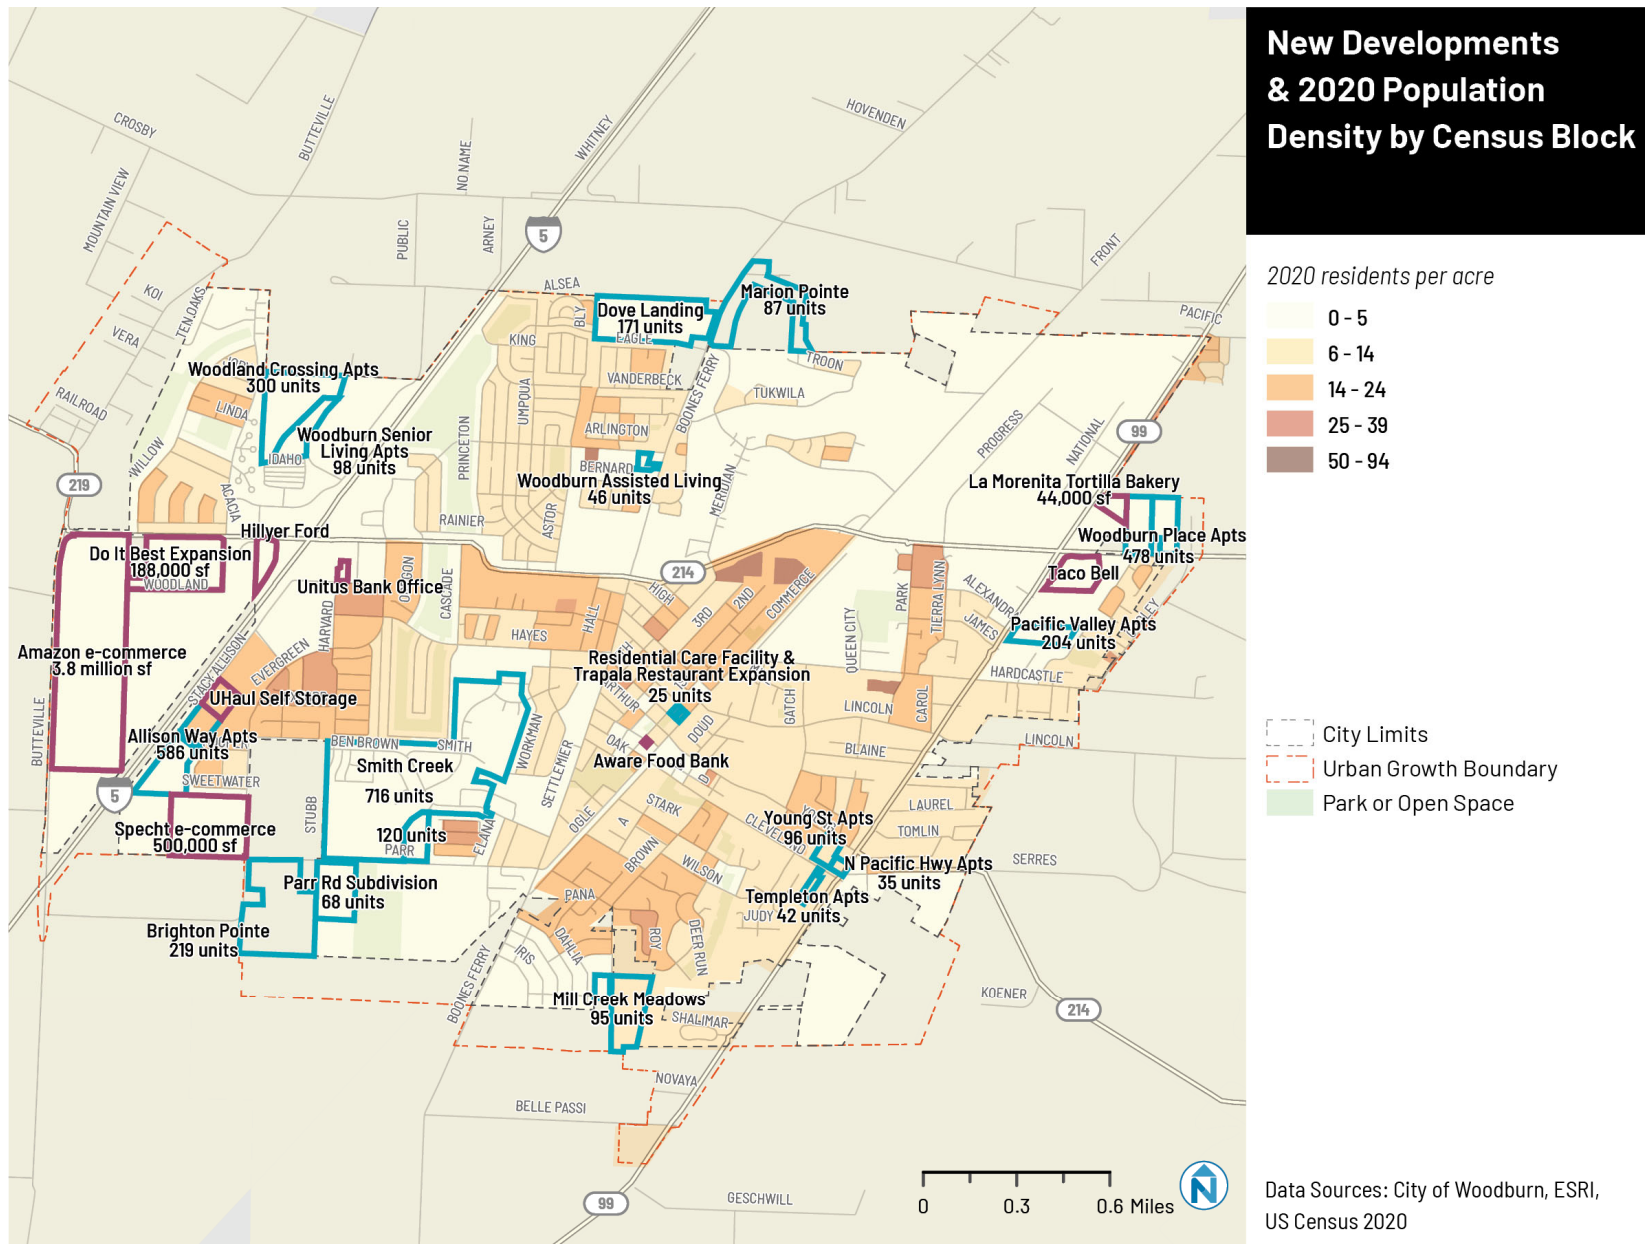 New Developments
& 2020 Population
Density by Census Block
2020 residents per acre
0 - 5
6 - 14
14 - 24
25 - 39
50 - 94
City Limits
Urban Growth Boundary
Park or Open Space
Data Sources: City of Woodburn, ESRI,
US Census 2020
0
0.3
0.6 Miles
N
CROSBY
BUTTEVILLE
MOUNTAIN VIEW
NO NAME
WHITNEY
HOVENDEN
PUBLIC
ARNEY
5
FRONT
KOI
TEN OAKS
VERA
ALSEA
BLY
KING
Dove Landing
171 units
EAGLE
Marion Pointe
87 units
TROON
PACIFIC
Woodland Crossing Apts
300 units
RAILROAD
LINDA
UMPQUA
VANDERBECK
BOONES FERRY
TUKWILA
Woodburn Senior
Living Apts
98 units
IDAHO
WILLOW
ACACIA
PRINCETON
ARLINGTON
BERNARD
Woodburn Assisted Living
46 units
MERIDIAN
PROGRESS
NATIONAL
99
219
RAINIER
ASTOR
La Morenita Tortilla Bakery
44,000 sf
Woodburn Place Apts
478 units
Hillyer Ford
Do It Best Expansion
188,000 sf
WOODLAND
Unitus Bank Office
CASCADE
214
HIGH
3RD
2ND
COMMERCE
PARK
TIERRA LYNN
ALEXANDRA
JAMES
Taco Bell
Pacific Valley Apts
204 units
HARDCASTLE
Amazon e-commerce
3.8 million sf
BUTTEVILLE
STACY ALLISON
EVERGREEN
HARVARD
HAYES
HALL
QUEEN CITY
Residential Care Facility &
Trapala Restaurant Expansion
25 units
ARTHUR
GATCH
LINCOLN
CAROL
LINCOLN
UHaul Self Storage
Allison Way Apts
586 units
SWEETWATER
BEN BROWN
SMITH
Smith Creek
716 units
WORKMAN
SETTLEMIER
OAK
DOUD
Aware Food Bank
BLAINE
5
Specht e-commerce
500,000 sf
STUBB
120 units
PARR
ELANA
OGLE
A
STARK
CLEVELAND
Young St Apts
96 units
LAUREL
TOMLIN
SERRES
Parr Rd Subdivision
68 units
BROWN
WILSON
N Pacific Hwy Apts
35 units
PANA
Templeton Apts
42 units
JUDY
Brighton Pointe
219 units
BOONES FERRY
IRIS
DAHLIA
ROY
DEER RUN
Mill Creek Meadows
95 units
SHALIMAR
KOENER
214
NOVAYA
BELLE PASSI
GESCHWILL
99